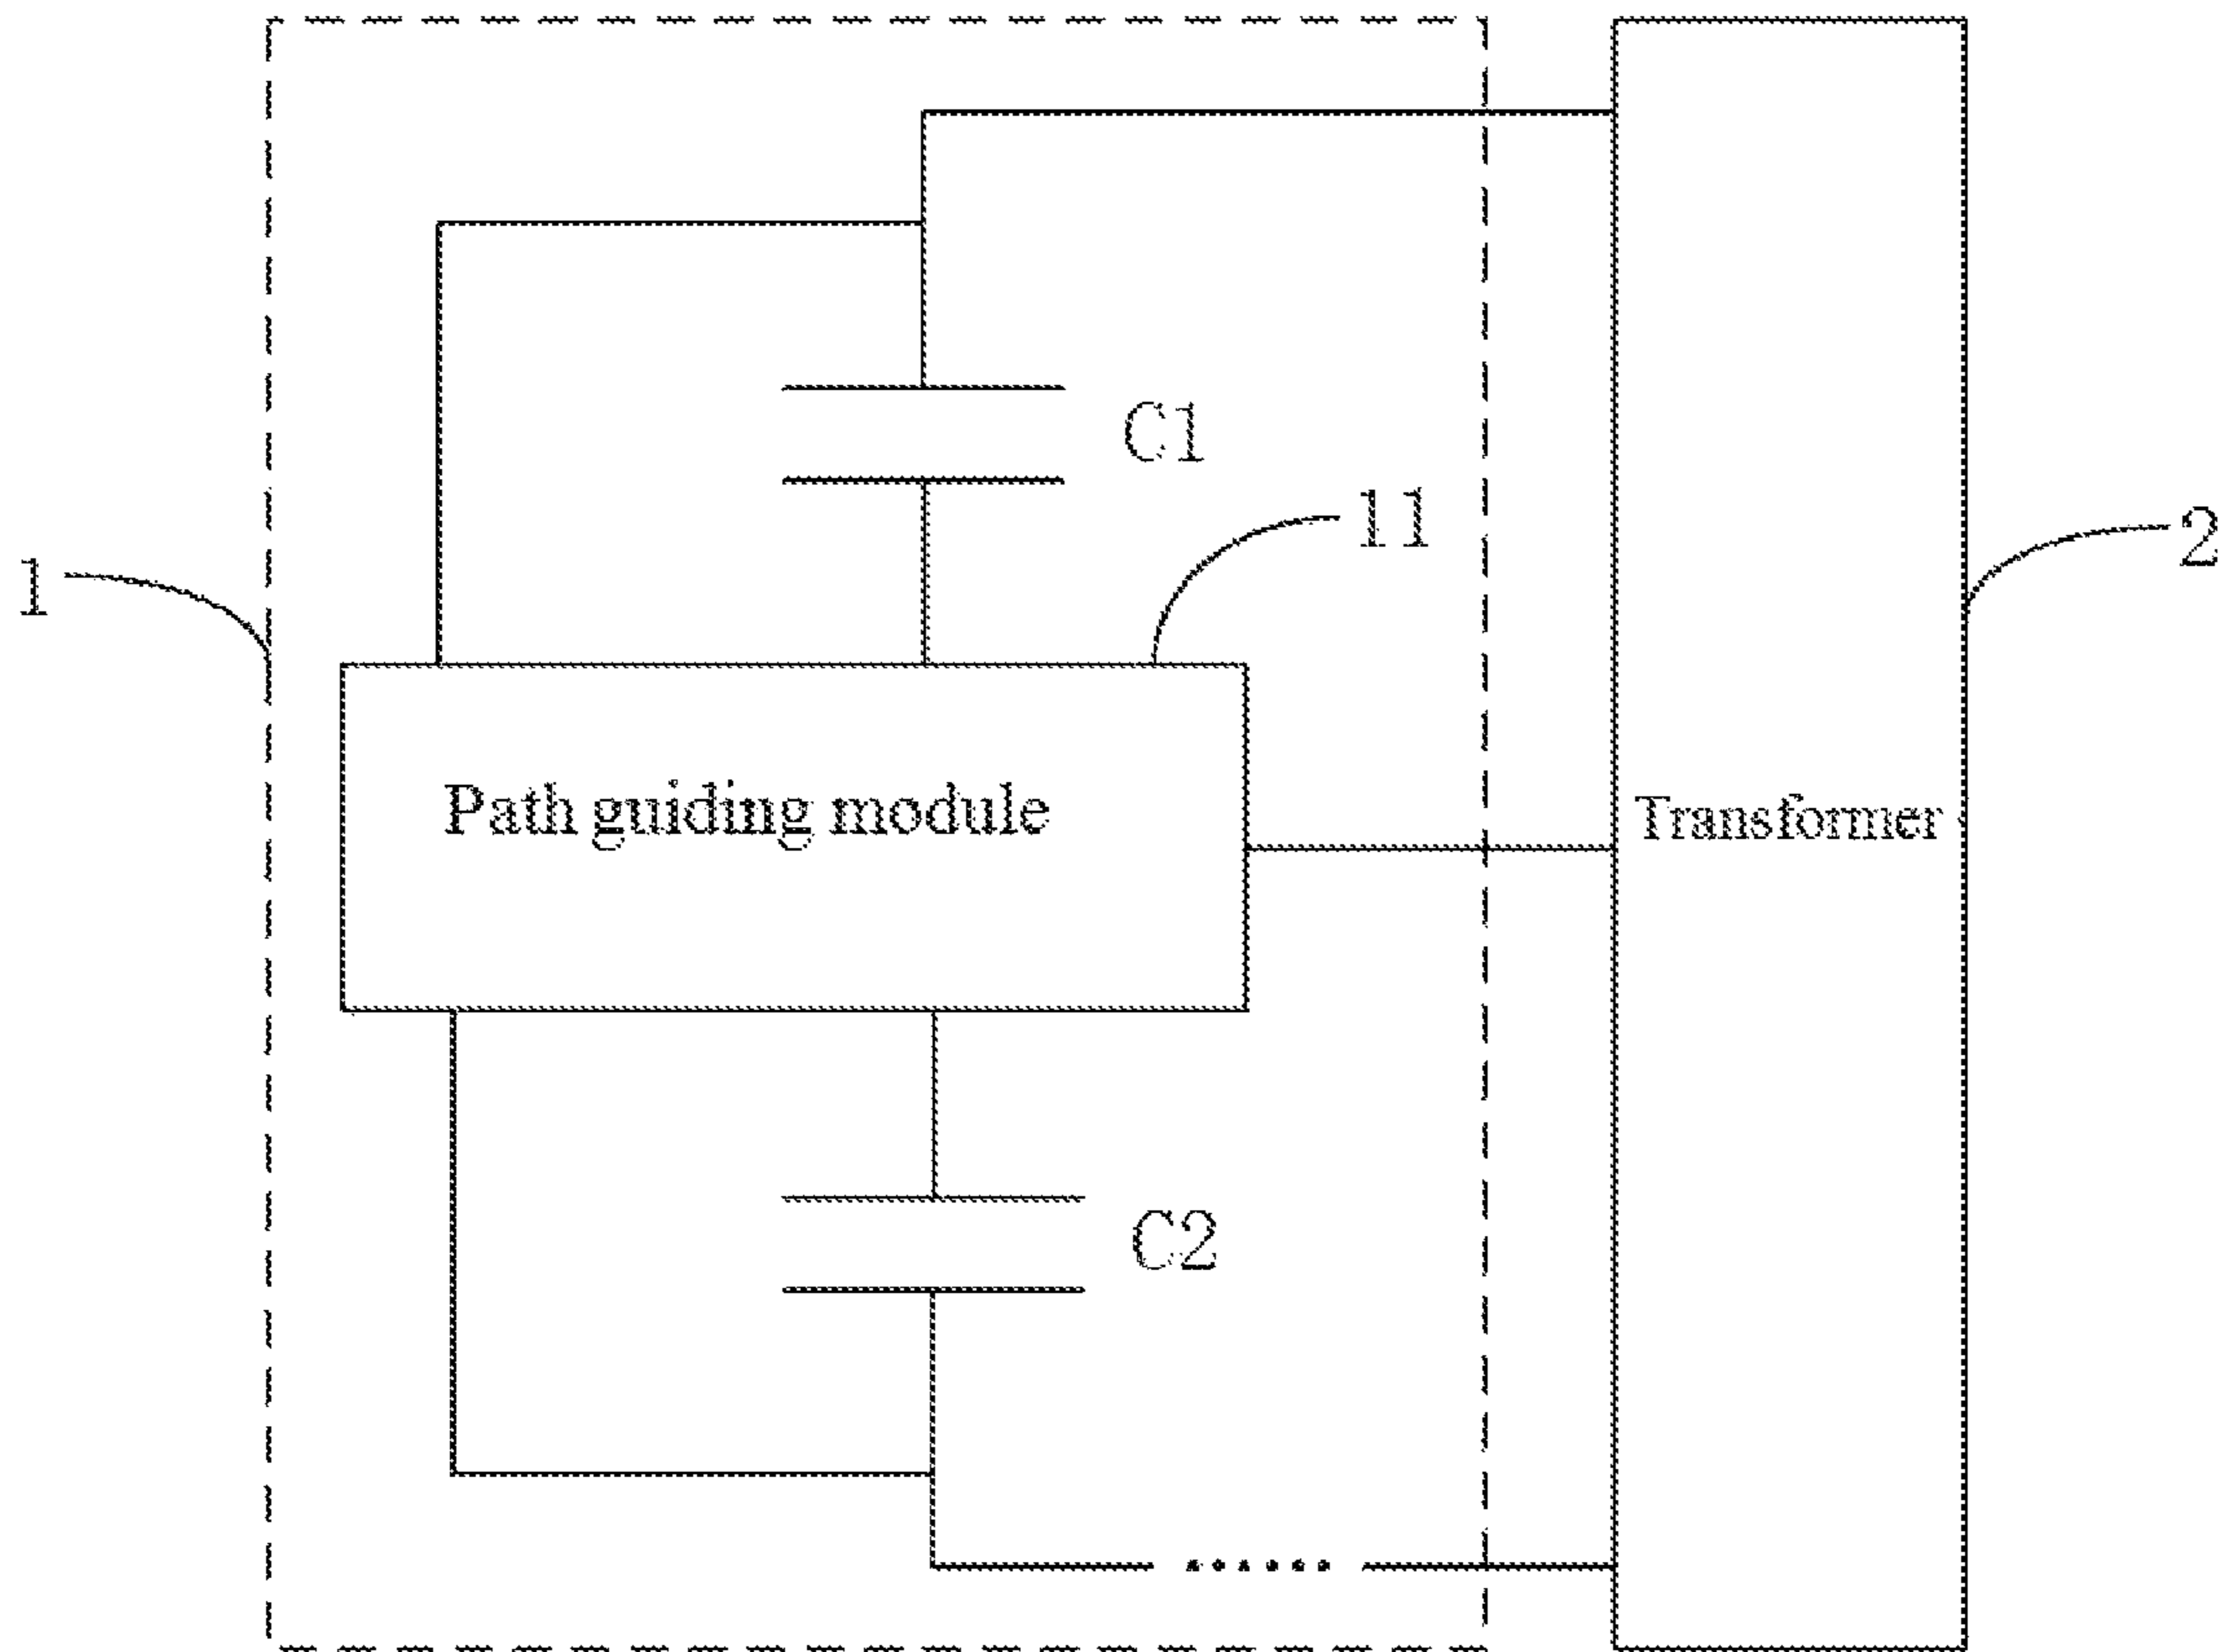 C1
11
2
1
Path guiding module
Transformer
C2